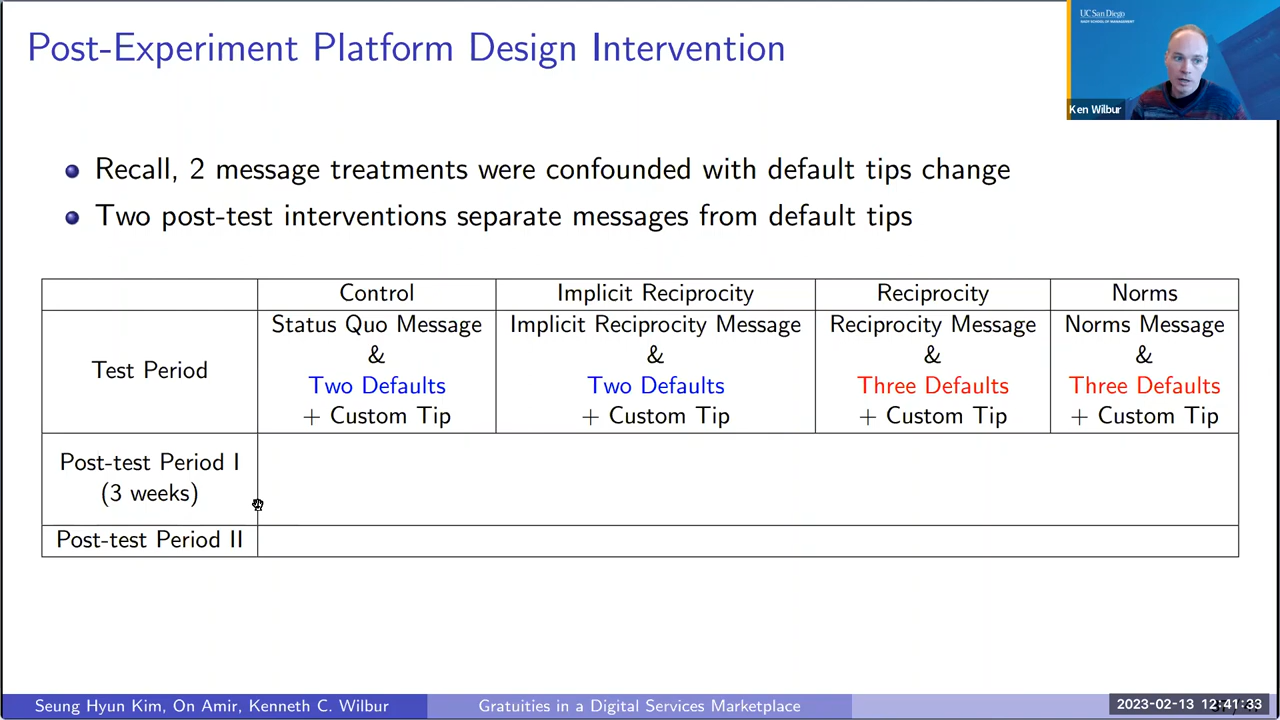 Post-Experiment Platform Design Intervention
UC San Diego
RADY SCHOOL OF MANAGEMENT
Ken Wilbur
Recall, 2 message treatments were confounded with default tips change
Two post-test interventions separate messages from default tips
Control Implicit Reciprocity Reciprocity Norms
Test Period
Status Quo Message
&
Two Defaults
+ Custom Tip
Implicit Reciprocity Message
&
Two Defaults
+ Custom Tip
Reciprocity Message
&
Three Defaults
+ Custom Tip
Norms Message
&
Three Defaults
+ Custom Tip
Post-test Period I
(3 weeks)
Post-test Period II
Seung Hyun Kim, On Amir, Kenneth C. Wilbur
Gratuities in a Digital Services Marketplace
2023-02-13 12:41:33